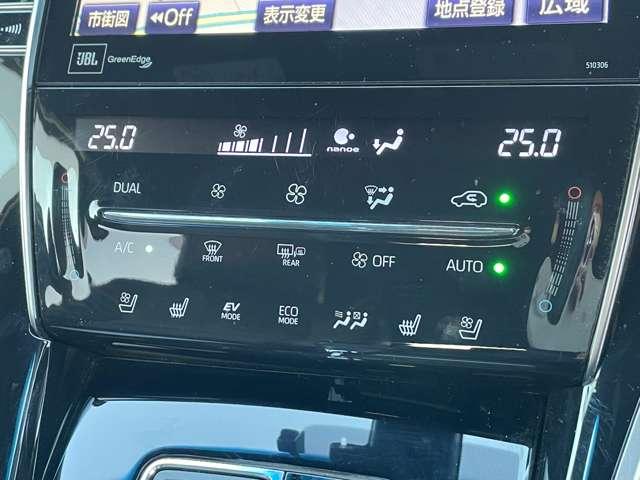 市街図 ◀◀Off 表示変更 地点登録 広域
JBL GreenEdge 510306
25.0 nanoe 25.0
DUAL
A/C FRONT REAR OFF AUTO
EV MODE ECO MODE